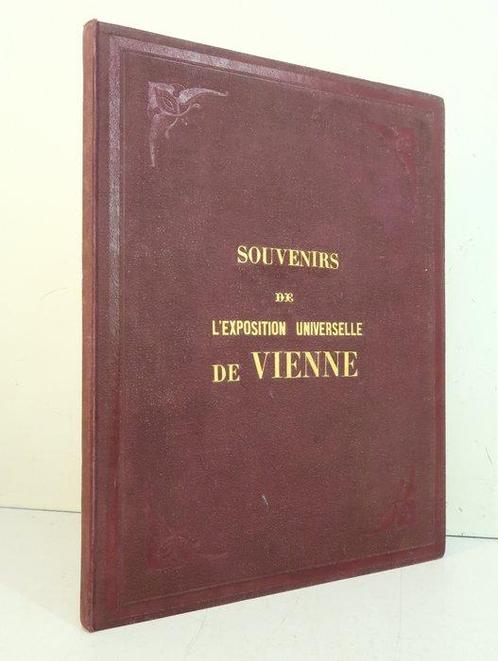 SOUVENIRS
DE
L'EXPOSITION UNIVERSELLE
DE VIENNE